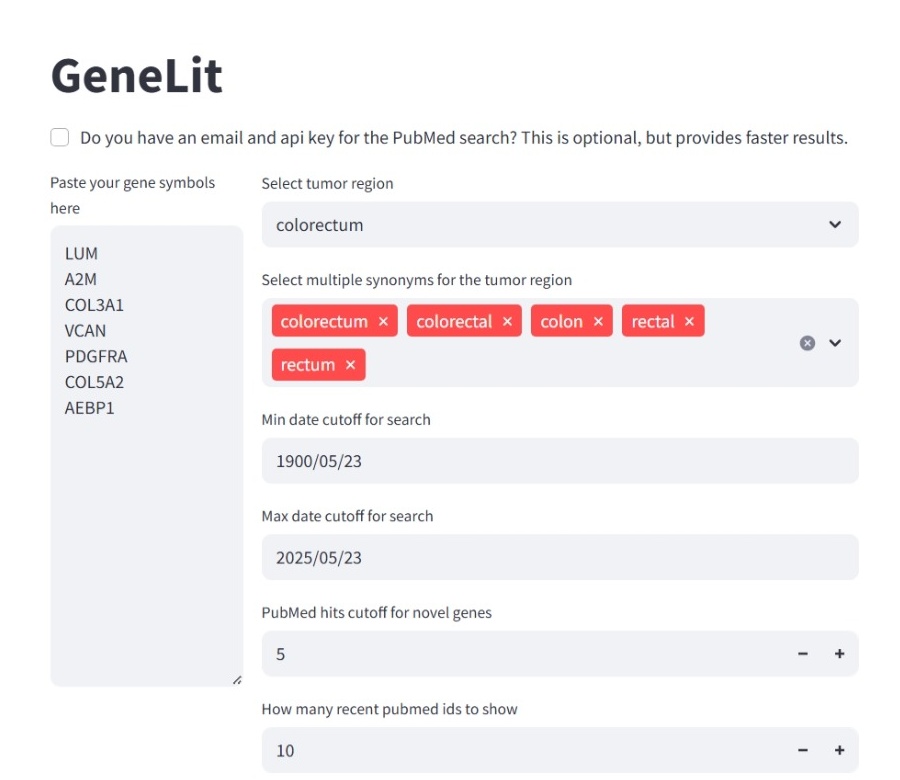 GeneLit
Do you have an email and api key for the PubMed search? This is optional, but provides faster results.
Paste your gene symbols
here
LUM
A2M
COL3A1
VCAN
PDGFRA
COL5A2
AEBP1
Select tumor region
colorectum
Select multiple synonyms for the tumor region
colorectum × colorectal × colon × rectal ×
rectum ×
Min date cutoff for search
1900/05/23
Max date cutoff for search
2025/05/23
PubMed hits cutoff for novel genes
5 − +
How many recent pubmed ids to show
10 − +